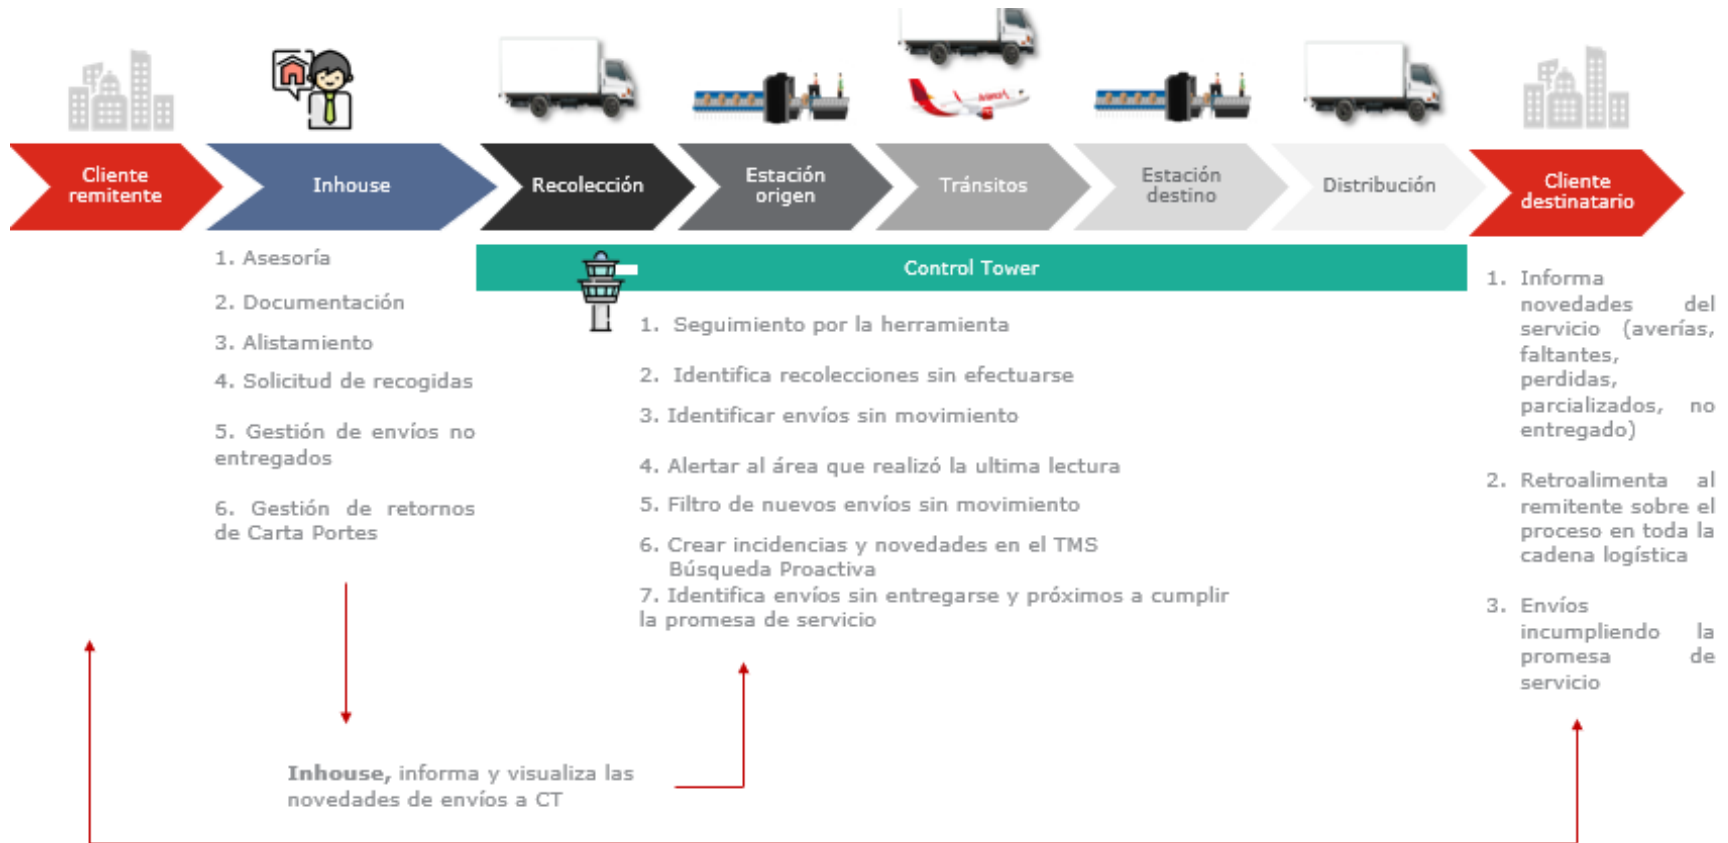 Cliente
remitente
Inhouse
Recolección
Estación
origen
Tránsitos
Estación
destino
Distribución
Cliente
destinatario
Control Tower
1. Asesoría
2. Documentación
3. Alistamiento
4. Solicitud de recogidas
5. Gestión de envíos no
entregados
6. Gestión de retornos
de Carta Portes
1. Seguimiento por la herramienta
2. Identifica recolecciones sin efectuarse
3. Identificar envíos sin movimiento
4. Alertar al área que realizó la ultima lectura
5. Filtro de nuevos envíos sin movimiento
6. Crear incidencias y novedades en el TMS
Búsqueda Proactiva
7. Identifica envíos sin entregarse y próximos a cumplir
la promesa de servicio
1. Informa
novedades del
servicio (averías,
faltantes,
perdidas,
parcializados, no
entregado)
2. Retroalimenta al
remitente sobre el
proceso en toda la
cadena logística
3. Envíos
incumpliendo la
promesa de
servicio
Inhouse, informa y visualiza las
novedades de envíos a CT